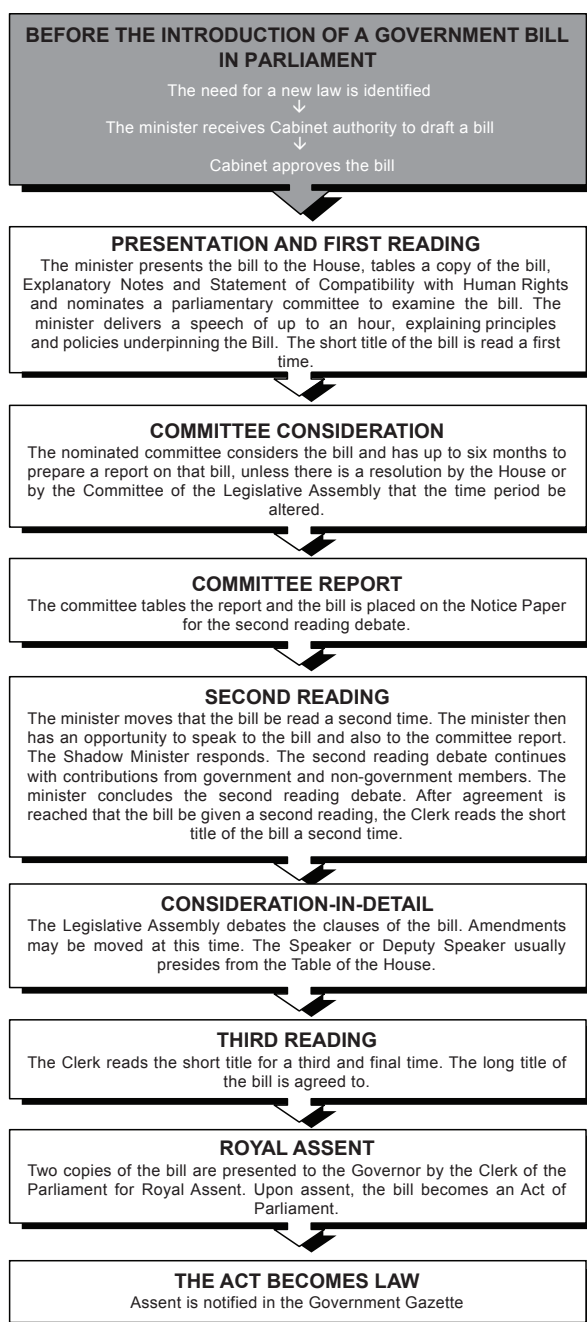 BEFORE THE INTRODUCTION OF A GOVERNMENT BILL
IN PARLIAMENT
The need for a new law is identified
↓
The minister receives Cabinet authority to draft a bill
↓
Cabinet approves the bill
PRESENTATION AND FIRST READING
The minister presents the bill to the House, tables a copy of the bill,
Explanatory Notes and Statement of Compatibility with Human Rights
and nominates a parliamentary committee to examine the bill. The
minister delivers a speech of up to an hour, explaining principles
and policies underpinning the Bill. The short title of the bill is read a first
time.
COMMITTEE CONSIDERATION
The nominated committee considers the bill and has up to six months to
prepare a report on that bill, unless there is a resolution by the House or
by the Committee of the Legislative Assembly that the time period be
altered.
COMMITTEE REPORT
The committee tables the report and the bill is placed on the Notice Paper
for the second reading debate.
SECOND READING
The minister moves that the bill be read a second time. The minister then
has an opportunity to speak to the bill and also to the committee report.
The Shadow Minister responds. The second reading debate continues
with contributions from government and non-government members. The
minister concludes the second reading debate. After agreement is
reached that the bill be given a second reading, the Clerk reads the short
title of the bill a second time.
CONSIDERATION-IN-DETAIL
The Legislative Assembly debates the clauses of the bill. Amendments
may be moved at this time. The Speaker or Deputy Speaker usually
presides from the Table of the House.
THIRD READING
The Clerk reads the short title for a third and final time. The long title of
the bill is agreed to.
ROYAL ASSENT
Two copies of the bill are presented to the Governor by the Clerk of the
Parliament for Royal Assent. Upon assent, the bill becomes an Act of
Parliament.
THE ACT BECOMES LAW
Assent is notified in the Government Gazette